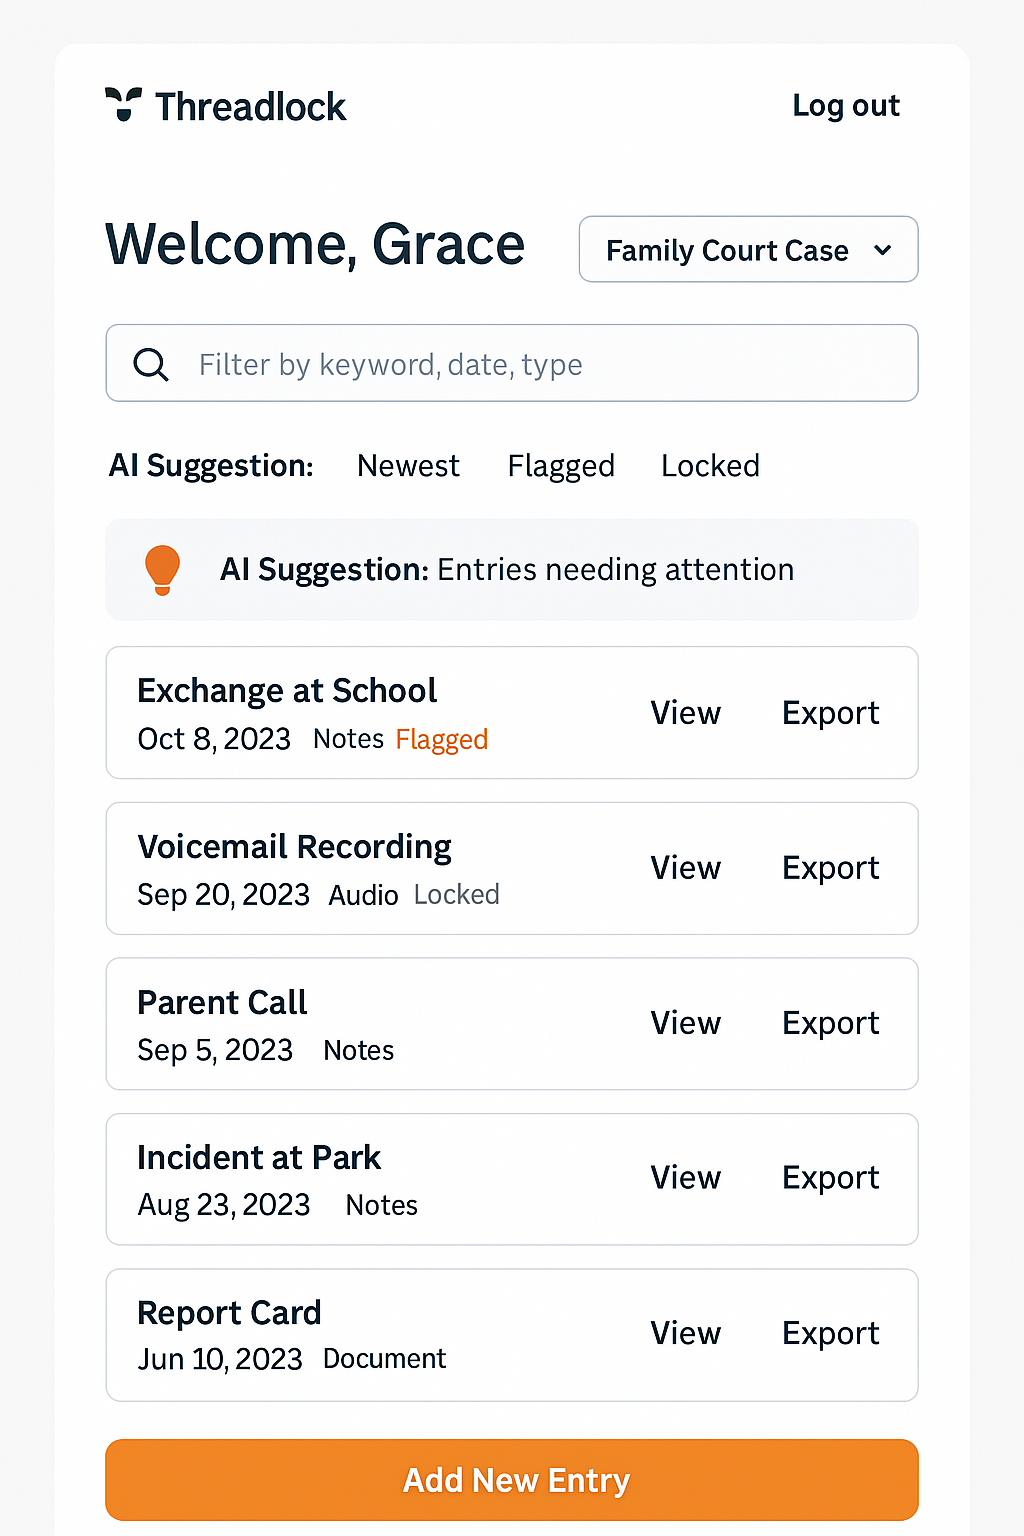 Threadlock
Log out
Welcome, Grace
Family Court Case
Filter by keyword, date, type
AI Suggestion: Newest Flagged Locked
AI Suggestion: Entries needing attention
Exchange at School
Oct 8, 2023 Notes Flagged
View Export
Voicemail Recording
Sep 20, 2023 Audio Locked
View Export
Parent Call
Sep 5, 2023 Notes
View Export
Incident at Park
Aug 23, 2023 Notes
View Export
Report Card
Jun 10, 2023 Document
View Export
Add New Entry